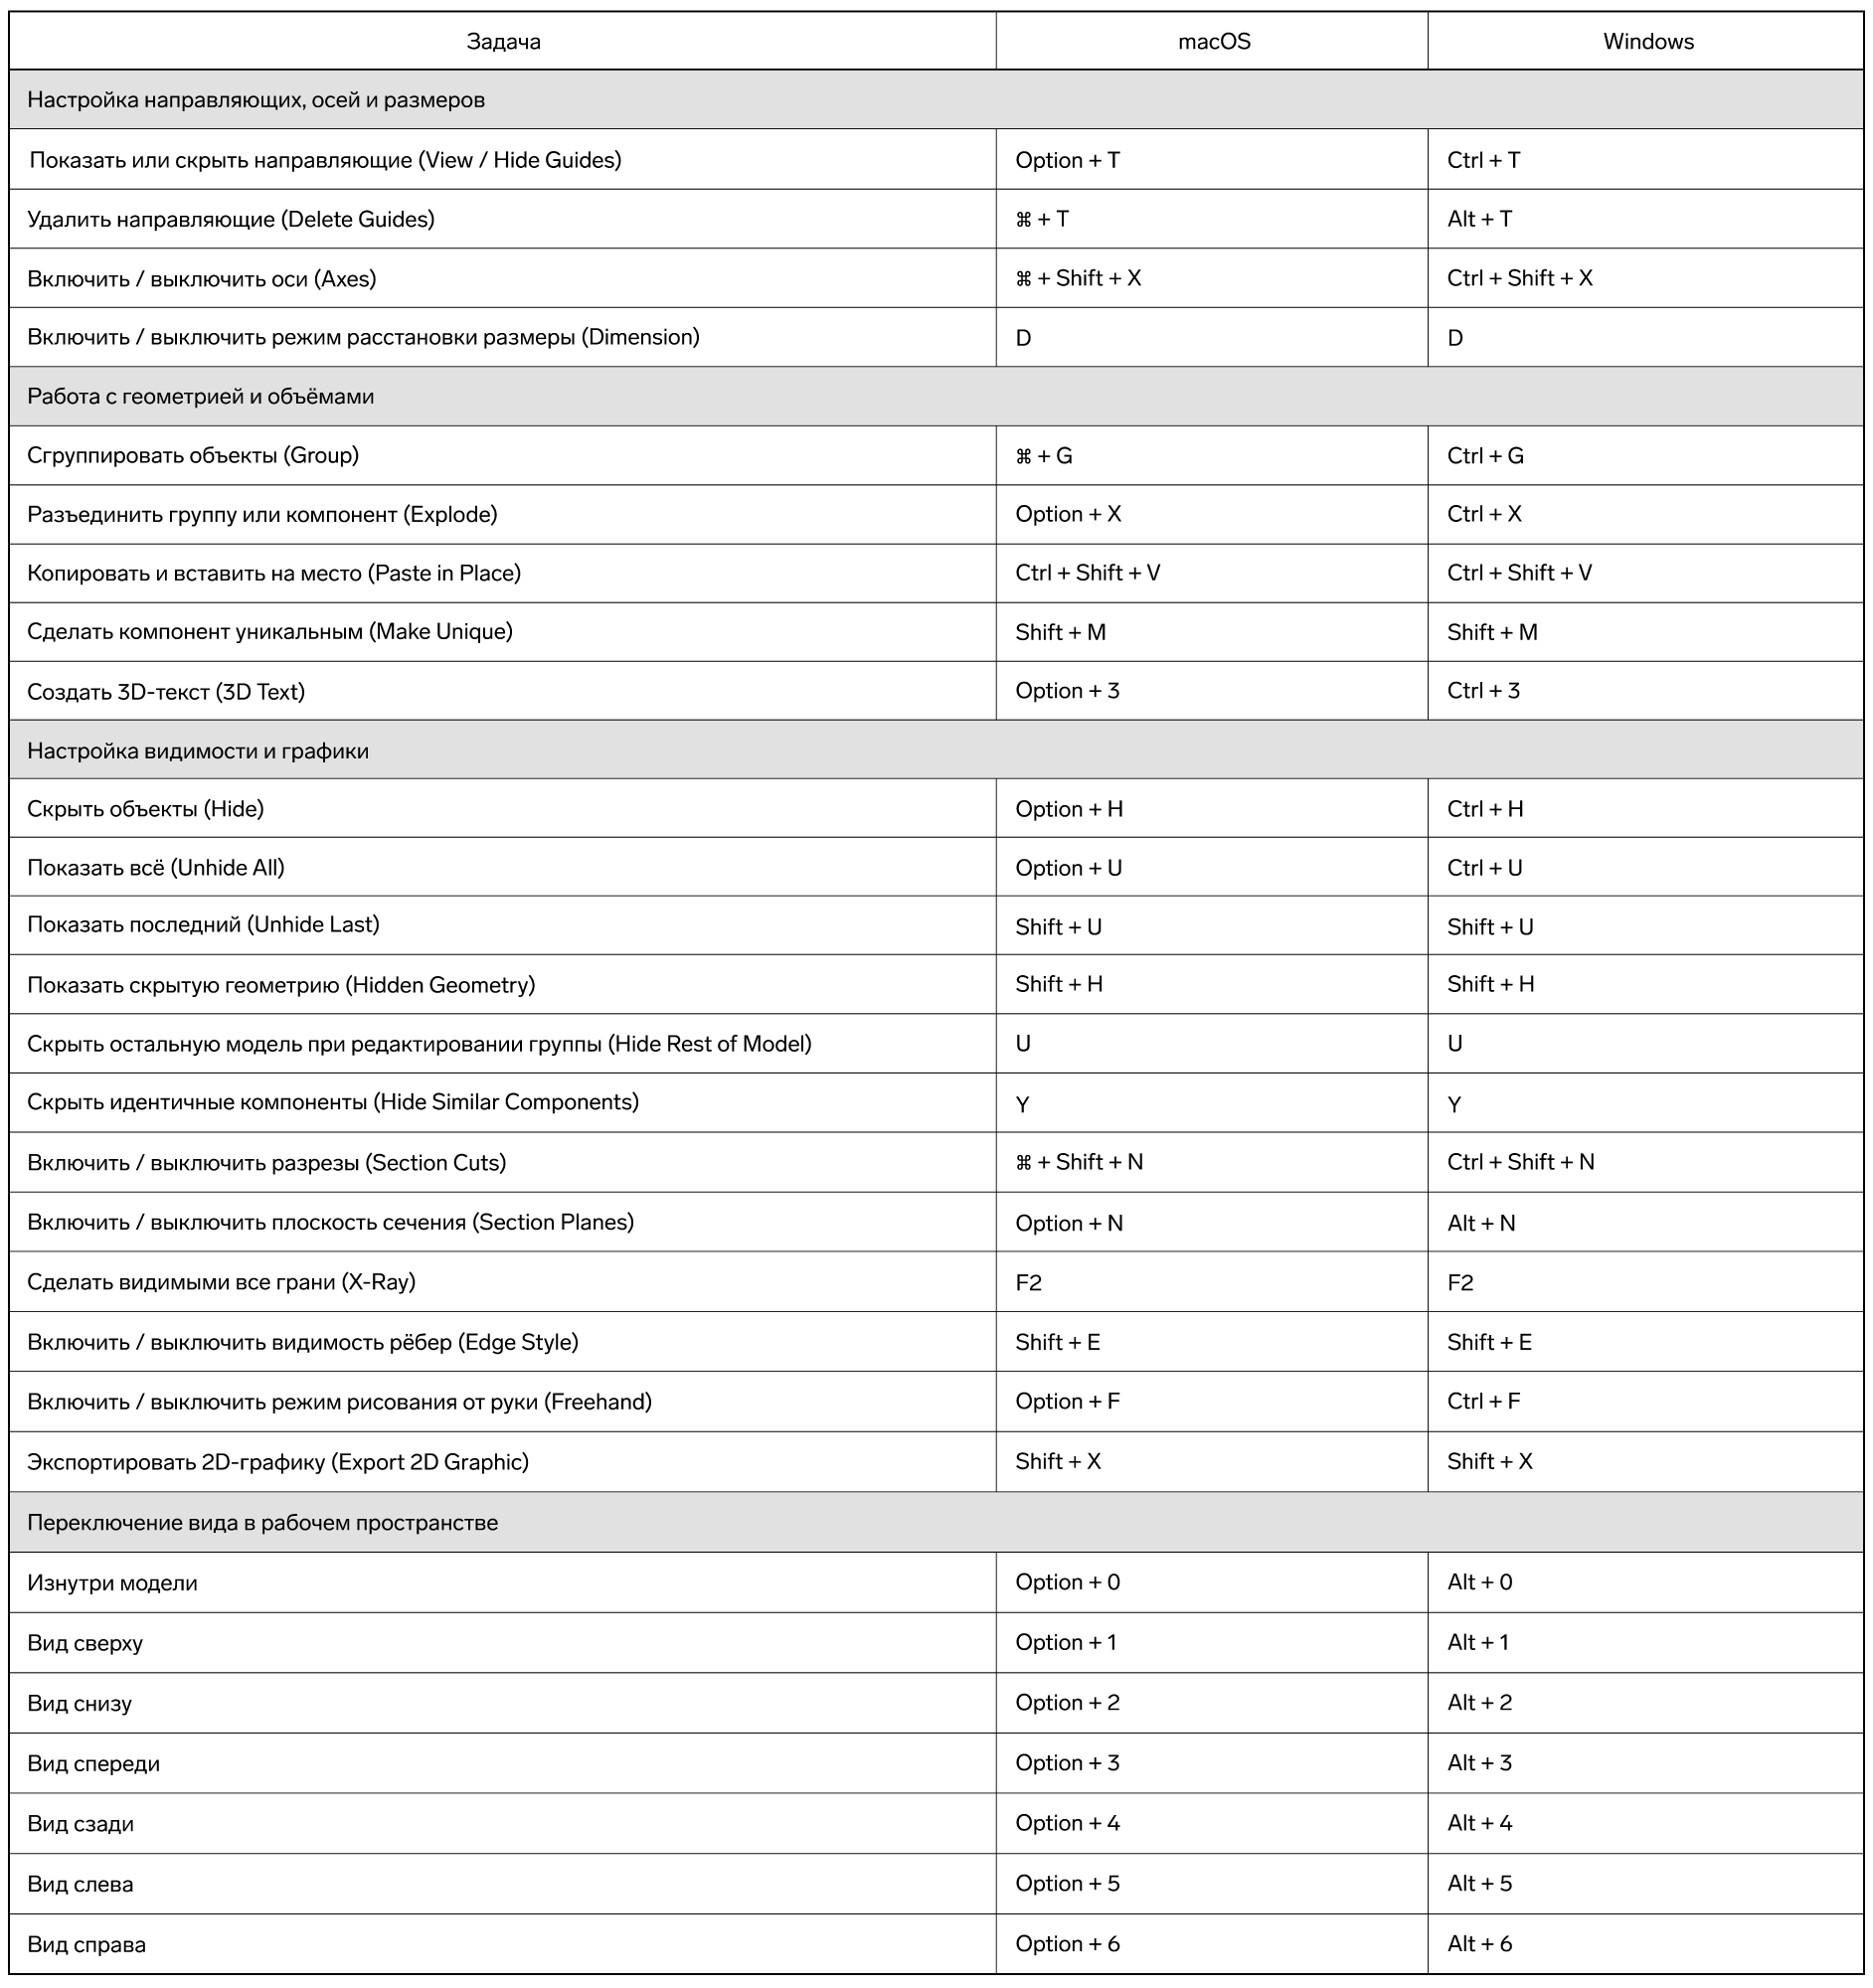 Задача macOS Windows
Настройка направляющих, осей и размеров
Показать или скрыть направляющие (View / Hide Guides) Option + T Ctrl + T
Удалить направляющие (Delete Guides) ⌘ + T Alt + T
Включить / выключить оси (Axes) ⌘ + Shift + X Ctrl + Shift + X
Включить / выключить режим расстановки размеры (Dimension) D D
Работа с геометрией и объёмами
Сгруппировать объекты (Group) ⌘ + G Ctrl + G
Разъединить группу или компонент (Explode) Option + X Ctrl + X
Копировать и вставить на место (Paste in Place) Ctrl + Shift + V Ctrl + Shift + V
Сделать компонент уникальным (Make Unique) Shift + M Shift + M
Создать 3D-текст (3D Text) Option + 3 Ctrl + 3
Настройка видимости и графики
Скрыть объекты (Hide) Option + H Ctrl + H
Показать всё (Unhide All) Option + U Ctrl + U
Показать последний (Unhide Last) Shift + U Shift + U
Показать скрытую геометрию (Hidden Geometry) Shift + H Shift + H
Скрыть остальную модель при редактировании группы (Hide Rest of Model) U U
Скрыть идентичные компоненты (Hide Similar Components) Y Y
Включить / выключить разрезы (Section Cuts) ⌘ + Shift + N Ctrl + Shift + N
Включить / выключить плоскость сечения (Section Planes) Option + N Alt + N
Сделать видимыми все грани (X-Ray) F2 F2
Включить / выключить видимость рёбер (Edge Style) Shift + E Shift + E
Включить / выключить режим рисования от руки (Freehand) Option + F Ctrl + F
Экспортировать 2D-графику (Export 2D Graphic) Shift + X Shift + X
Переключение вида в рабочем пространстве
Изнутри модели Option + 0 Alt + 0
Вид сверху Option + 1 Alt + 1
Вид снизу Option + 2 Alt + 2
Вид спереди Option + 3 Alt + 3
Вид сзади Option + 4 Alt + 4
Вид слева Option + 5 Alt + 5
Вид справа Option + 6 Alt + 6